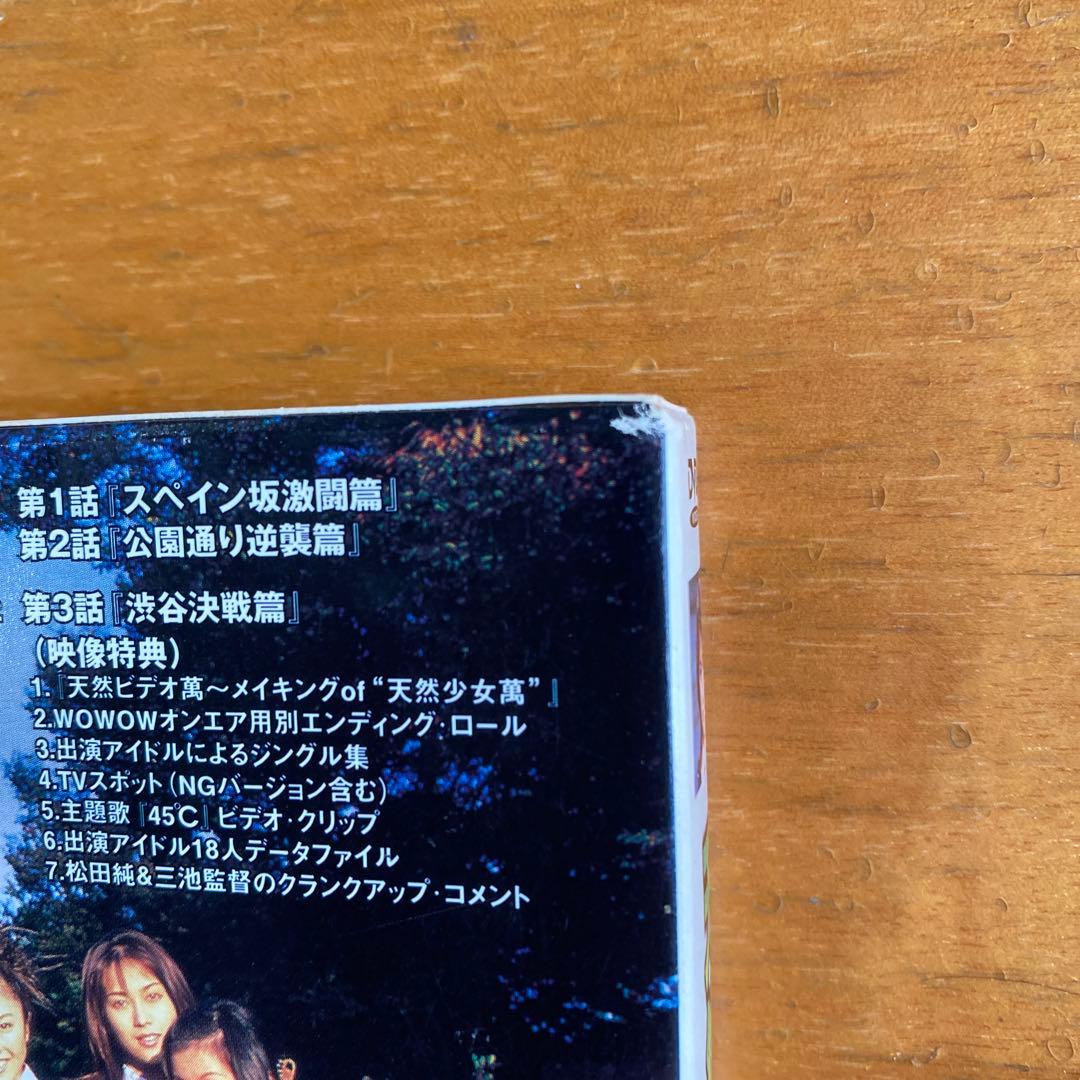 第1話『スペイン坂激闘篇』
第2話『公園通り逆襲篇』
第3話『渋谷決戦篇』
(映像特典)
1.『天然ビデオ萬～メイキングof“天然少女萬”』
2.WOWOWオンエア用別エンディング・ロール
3.出演アイドルによるジングル集
4.TVスポット(NGバージョン含む)
5.主題歌『45℃』ビデオ・クリップ
6.出演アイドル18人データファイル
7.松田純&三池監督のクランクアップ・コメント